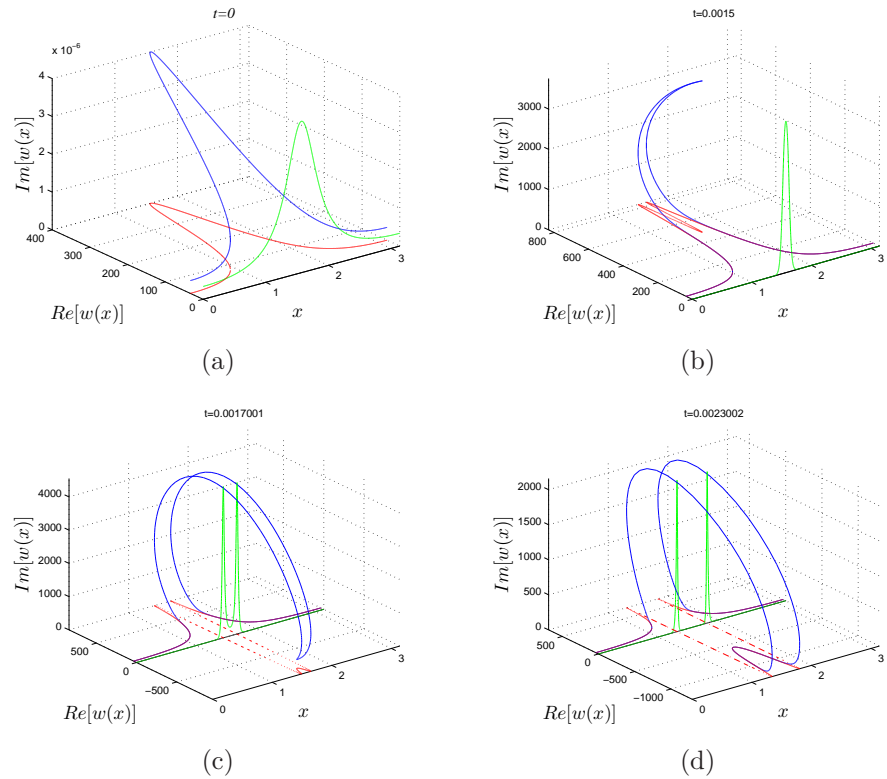 t=0
x 10⁻⁶
4
3
2
1
0
400
300
200
100
0
0
1
2
3
Im[w(x)]
Re[w(x)]
x
(a)
t=0.0015
3000
2000
1000
0
800
600
400
200
0
0
1
2
3
Im[w(x)]
Re[w(x)]
x
(b)
t=0.0017001
4000
3000
2000
1000
0
500
0
−500
0
1
2
3
Im[w(x)]
Re[w(x)]
x
(c)
t=0.0023002
2000
1500
1000
500
0
500
0
−500
−1000
0
1
2
3
Im[w(x)]
Re[w(x)]
x
(d)